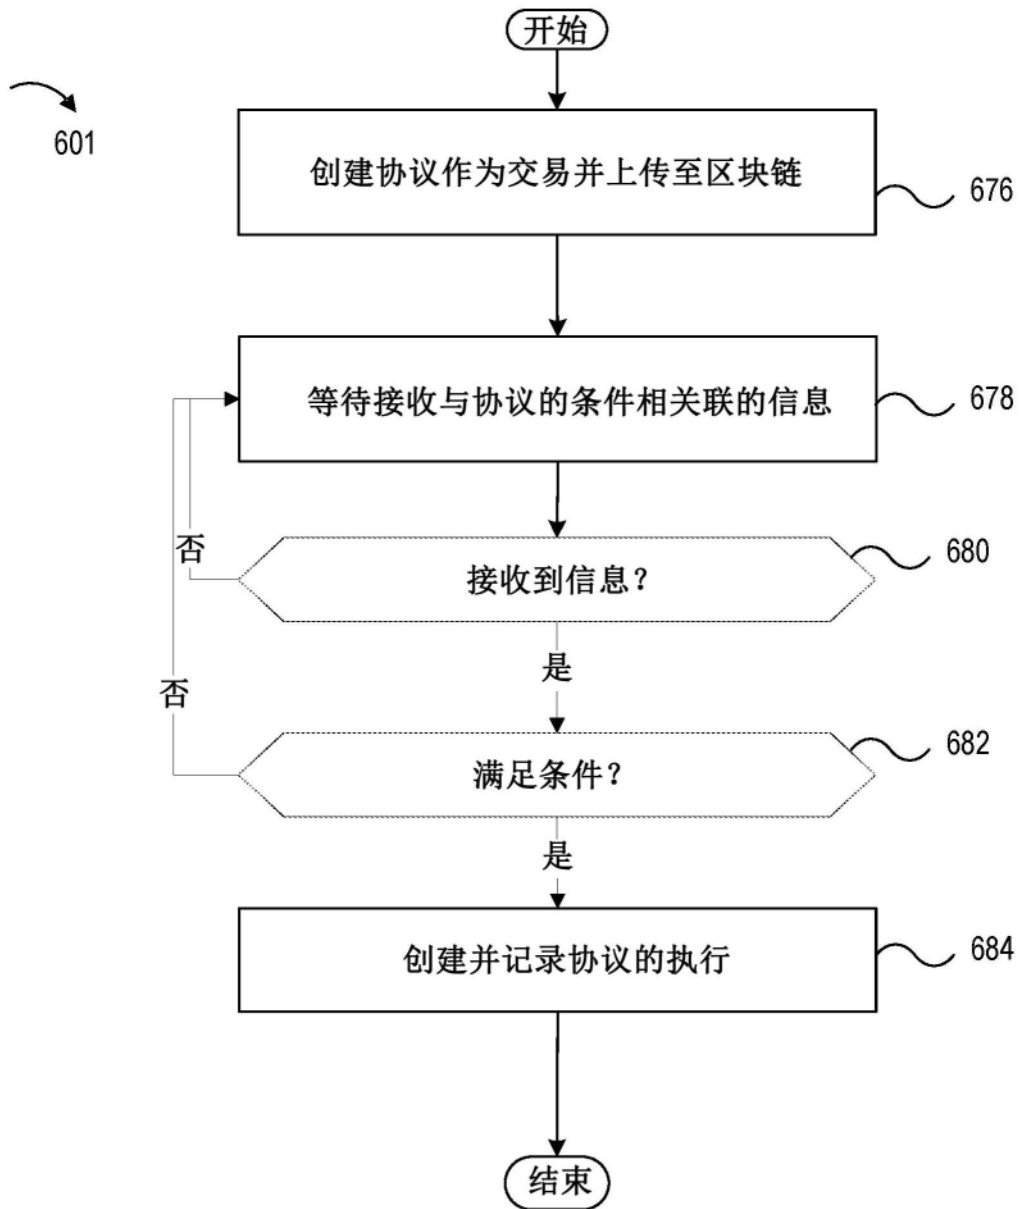 开始
601
创建协议作为交易并上传至区块链
676
等待接收与协议的条件相关联的信息
678
否
接收到信息?
680
是
否
满足条件?
682
是
创建并记录协议的执行
684
结束